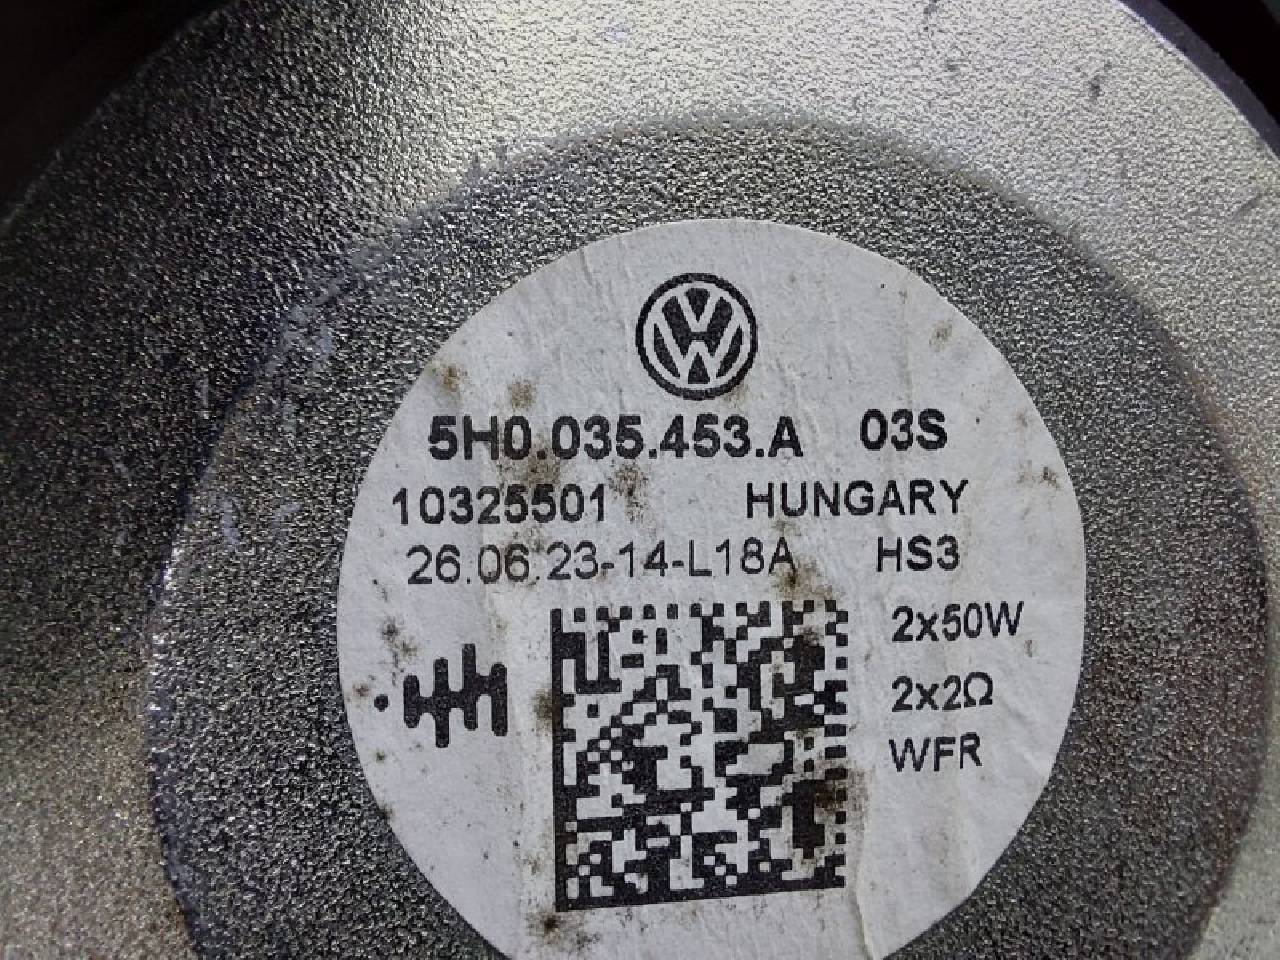 5H0.035.453.A 03S
10325501 HUNGARY
26.06.23-14-L18A HS3
2x50W
2x2Ω
WFR